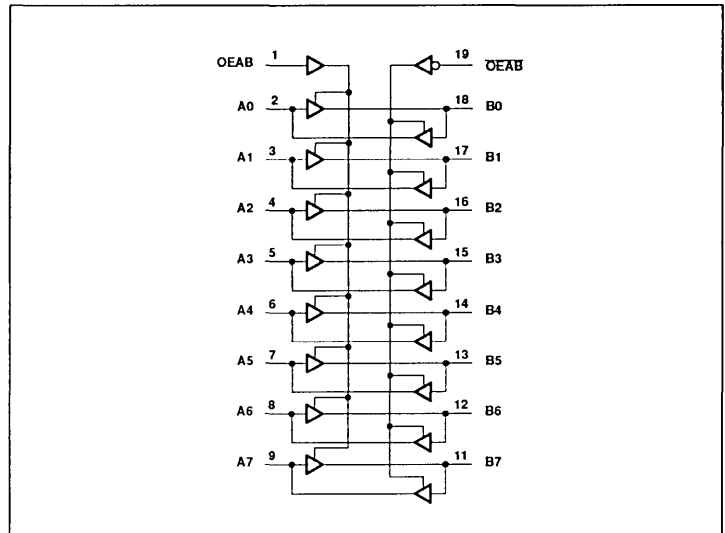 OEAB 1 19 O̅E̅A̅B̅
A0 2 18 B0
A1 3 17 B1
A2 4 16 B2
A3 5 15 B3
A4 6 14 B4
A5 7 13 B5
A6 8 12 B6
A7 9 11 B7